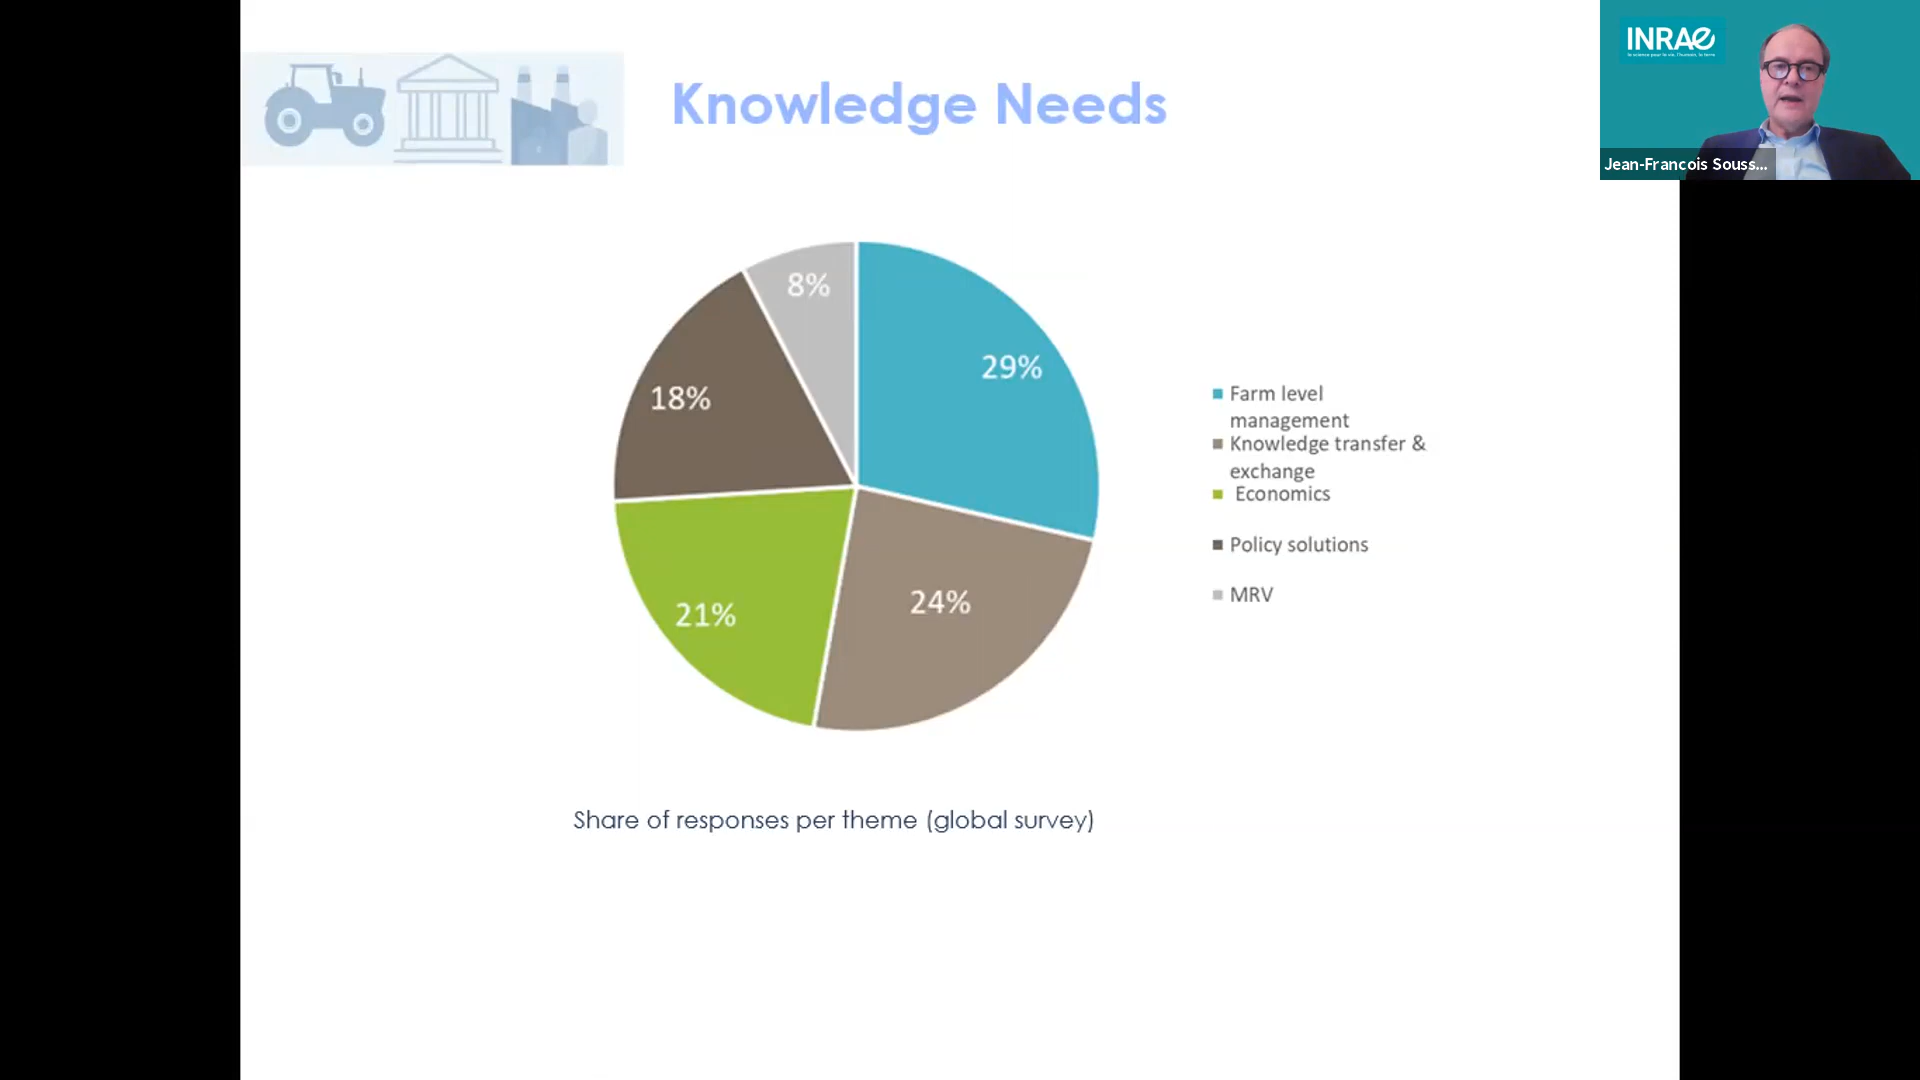 Knowledge Needs
INRAE
Jean-Francois Souss...
8%
29%
18%
24%
21%
Farm level
management
Knowledge transfer &
exchange
Economics
Policy solutions
MRV
Share of responses per theme (global survey)